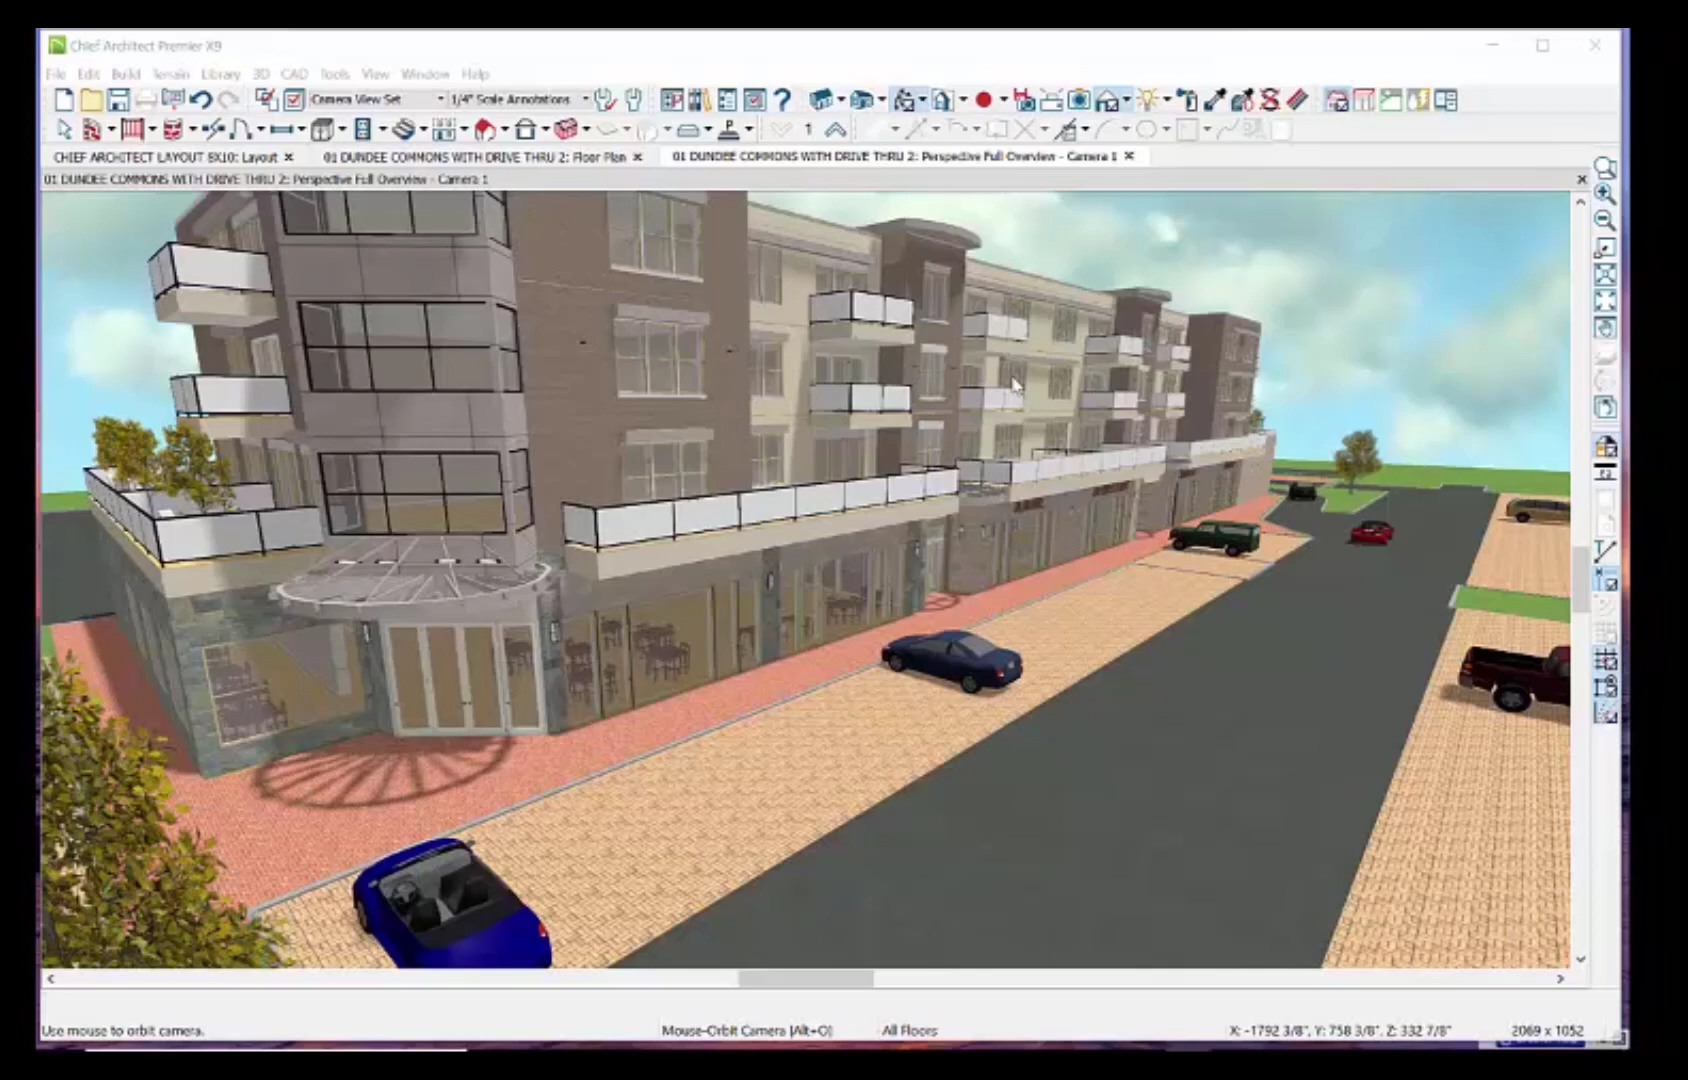 Chief Architect Premier X9
File Edit Build Terrain Library 3D CAD Tools View Window Help
Camera View Set 1/4" Scale Annotations
1
CHIEF ARCHITECT LAYOUT 8X10: Layout 01 DUNDEE COMMONS WITH DRIVE THRU 2: Floor Plan 01 DUNDEE COMMONS WITH DRIVE THRU 2: Perspective Full Overview - Camera 1
01 DUNDEE COMMONS WITH DRIVE THRU 2: Perspective Full Overview - Camera 1
Use mouse to orbit camera. Mouse-Orbit Camera (Alt+O) All Floors X: -1792 3/8", Y: 758 3/8", Z: 332 7/8" 2069 x 1052